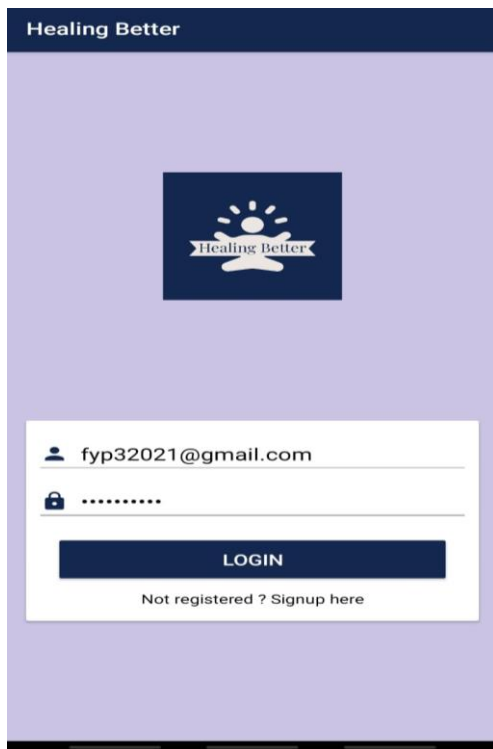 Healing Better
Healing Better
fyp32021@gmail.com
••••••••••
LOGIN
Not registered ? Signup here